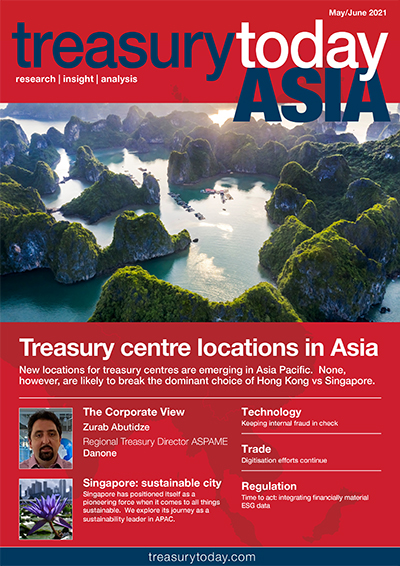 May/June 2021
treasurytoday
research | insight | analysis
ASIA
Treasury centre locations in Asia
New locations for treasury centres are emerging in Asia Pacific. None,
however, are likely to break the dominant choice of Hong Kong vs Singapore.
The Corporate View
Zurab Abutidze
Regional Treasury Director ASPAME
Danone
Singapore: sustainable city
Singapore has positioned itself as a
pioneering force when it comes to all things
sustainable. We explore its journey as a
sustainability leader in APAC.
Technology
Keeping internal fraud in check
Trade
Digitisation efforts continue
Regulation
Time to act: integrating financially material
ESG data
treasurytoday.com